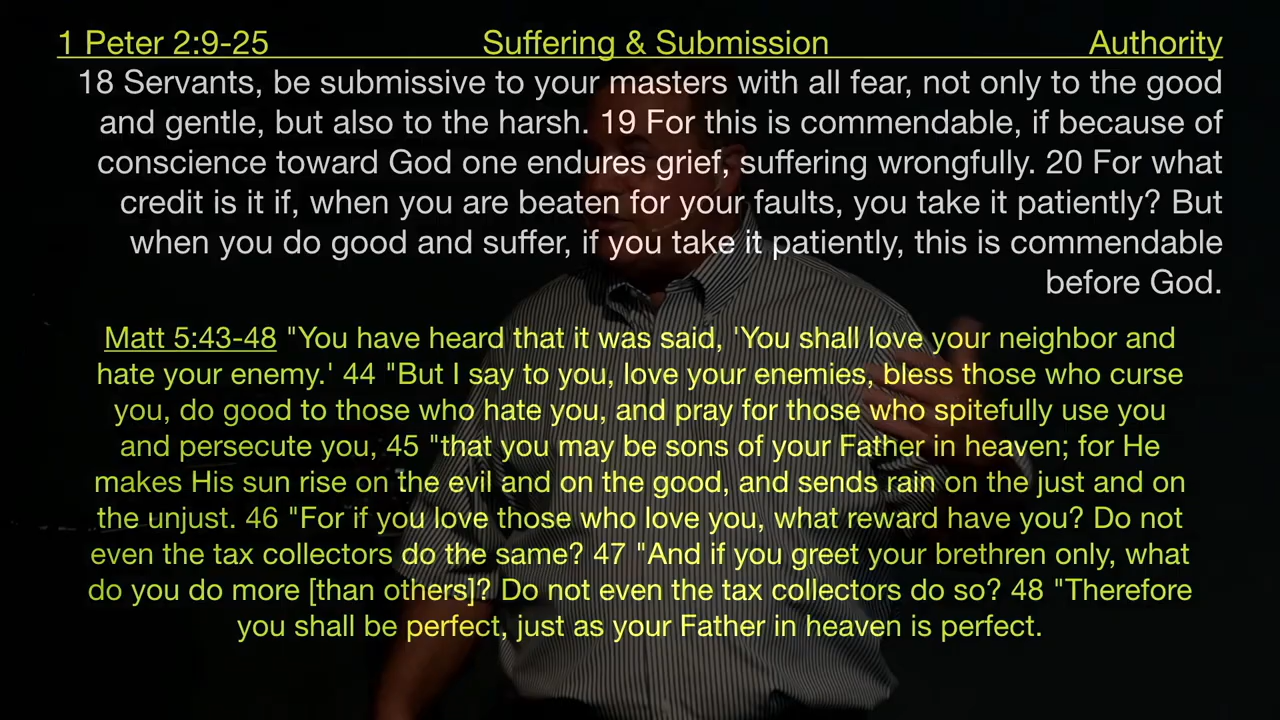 1 Peter 2:9-25 Suffering & Submission Authority
18 Servants, be submissive to your masters with all fear, not only to the good
and gentle, but also to the harsh. 19 For this is commendable, if because of
conscience toward God one endures grief, suffering wrongfully. 20 For what
credit is it if, when you are beaten for your faults, you take it patiently? But
when you do good and suffer, if you take it patiently, this is commendable
before God.
Matt 5:43-48 "You have heard that it was said, 'You shall love your neighbor and
hate your enemy.' 44 "But I say to you, love your enemies, bless those who curse
you, do good to those who hate you, and pray for those who spitefully use you
and persecute you, 45 "that you may be sons of your Father in heaven; for He
makes His sun rise on the evil and on the good, and sends rain on the just and on
the unjust. 46 "For if you love those who love you, what reward have you? Do not
even the tax collectors do the same? 47 "And if you greet your brethren only, what
do you do more [than others]? Do not even the tax collectors do so? 48 "Therefore
you shall be perfect, just as your Father in heaven is perfect.